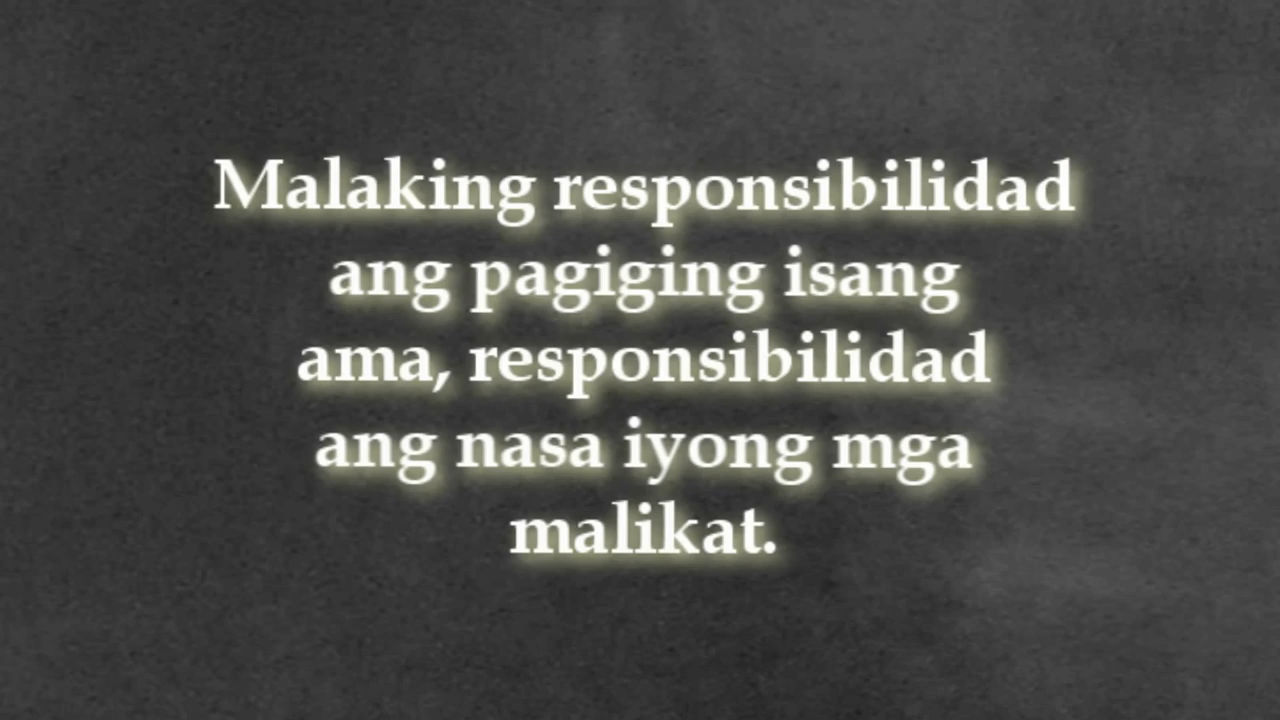 Malaking responsibilidad
ang pagiging isang
ama, responsibilidad
ang nasa iyong mga
malikat.